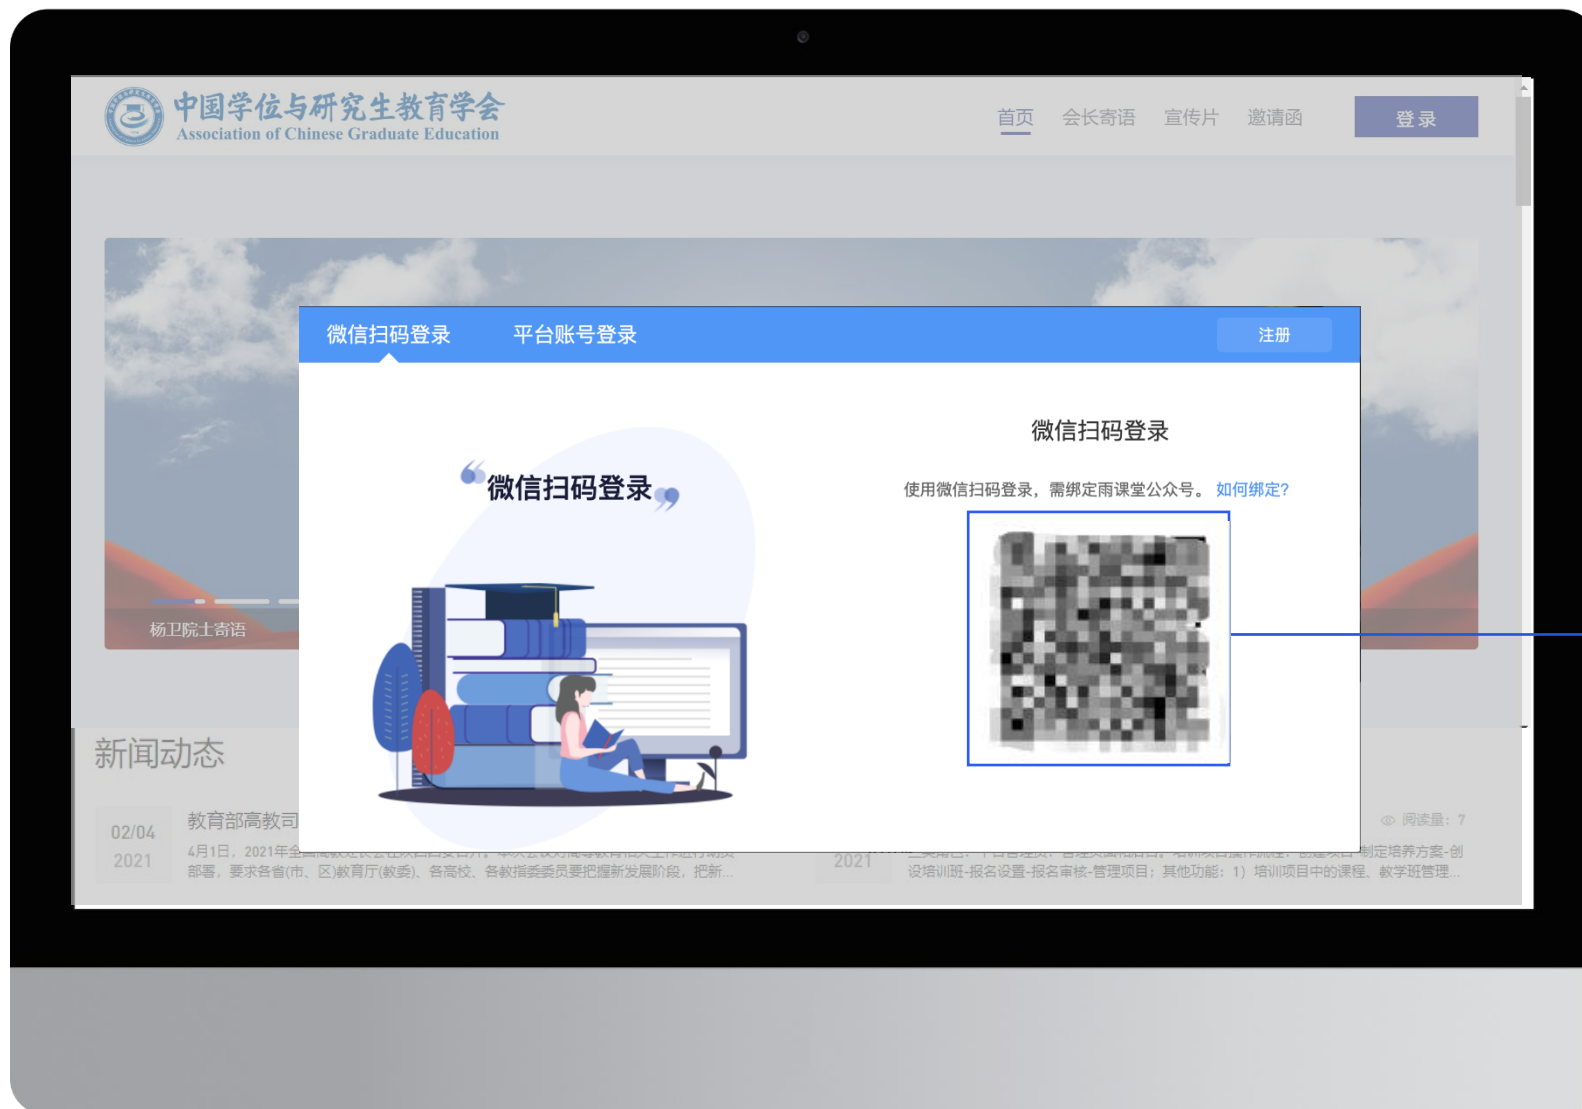 中国学位与研究生教育学会
Association of Chinese Graduate Education
首页 会长寄语 宣传片 邀请函 登录
微信扫码登录 平台账号登录 注册
微信扫码登录
使用微信扫码登录，需绑定雨课堂公众号。 如何绑定?
微信扫码登录
杨卫院士寄语
新闻动态
02/04
2021
教育部高教司
阅读量：7
4月1日，2021年全
部署，要求各省(市、区)教育厅(教委)、各高校、各教指委委员要把握新发展阶段，把新...
2021
制定培养方案-创
设培训班-报名设置-报名审核-管理项目；其他功能：1）培训项目中的课程、教学班管理...